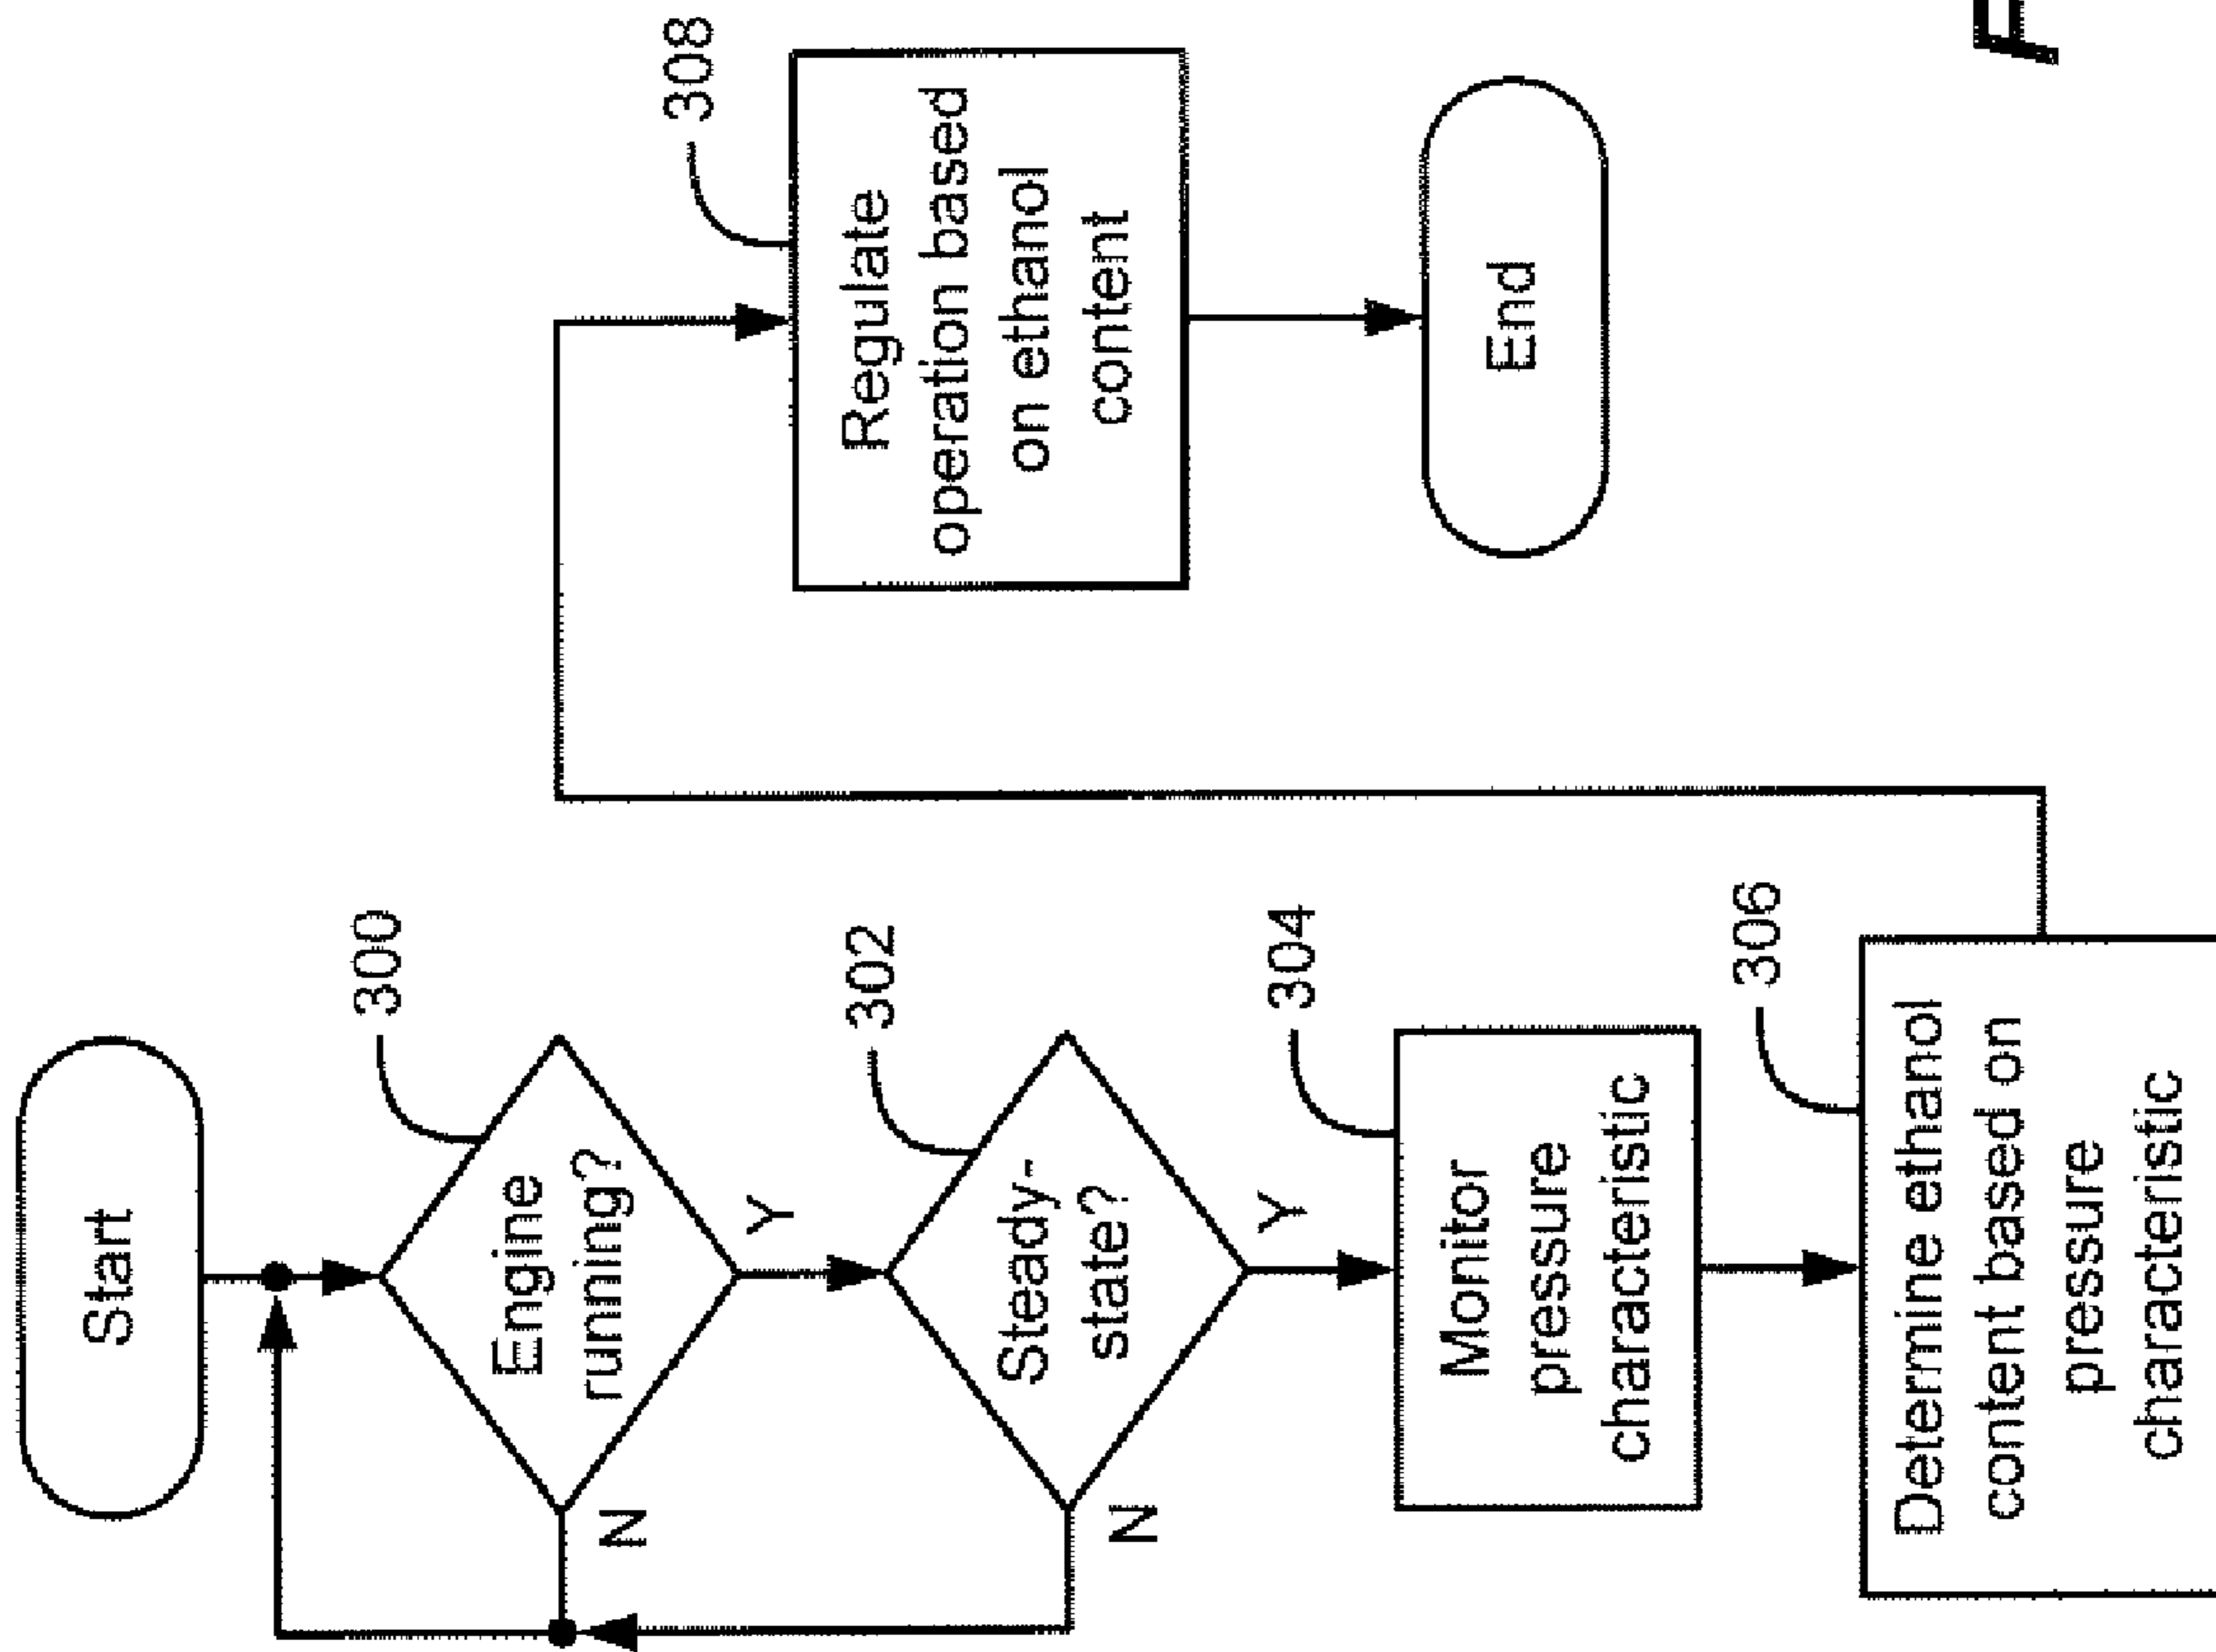 Start
300
Engine
running?
N
Y
302
Steady-
state?
N
Y
304
Monitor
pressure
characteristic
306
Determine ethanol
content based on
pressure
characteristic
308
Regulate
operation based
on ethanol
content
End